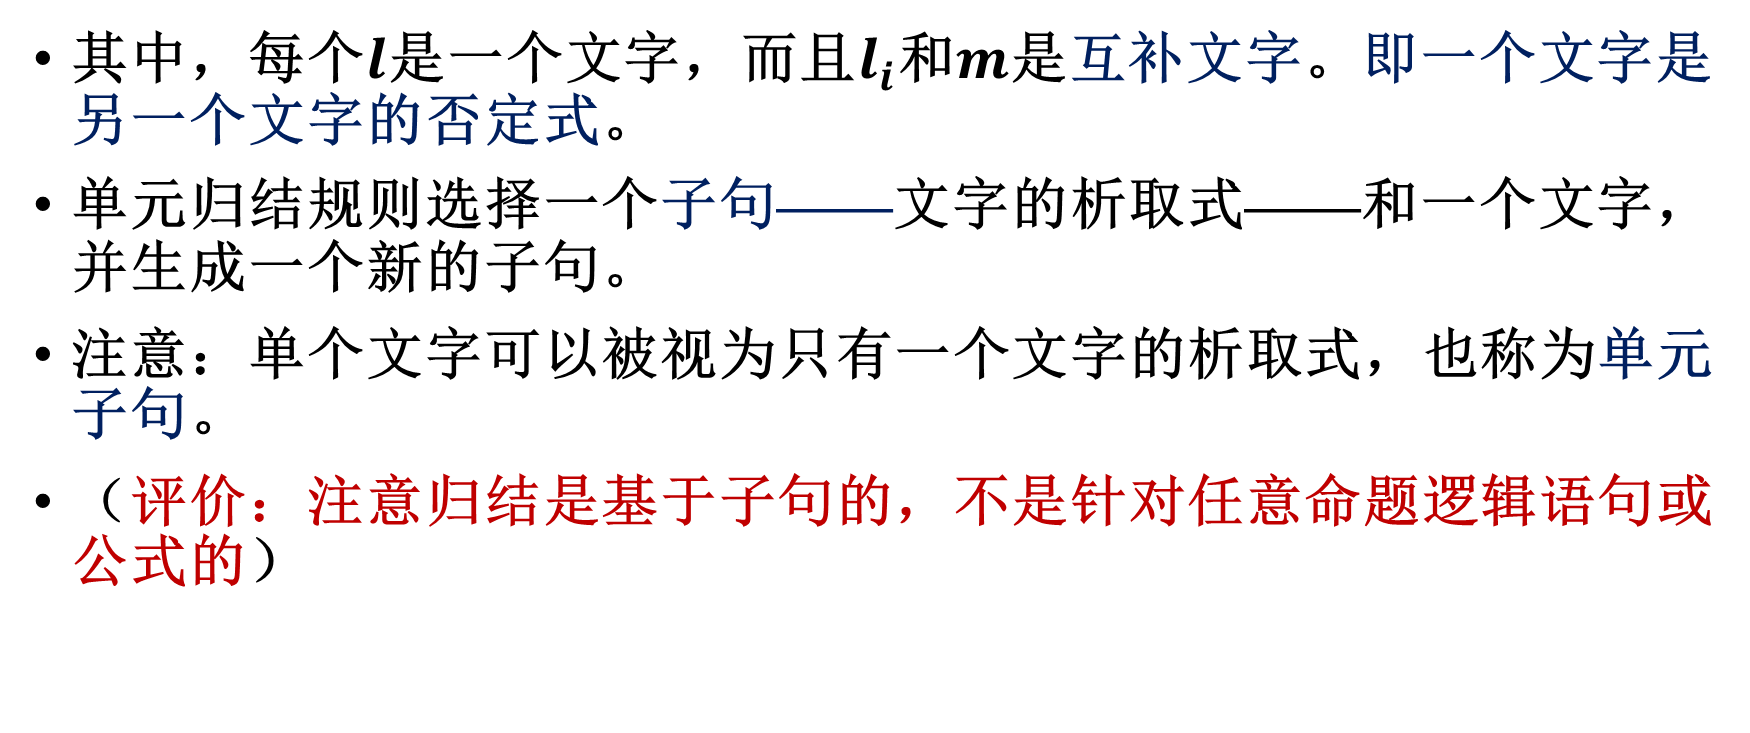 • 其中，每个l是一个文字，而且lᵢ和m是互补文字。即一个文字是
另一个文字的否定式。
• 单元归结规则选择一个子句——文字的析取式——和一个文字，
并生成一个新的子句。
• 注意：单个文字可以被视为只有一个文字的析取式，也称为单元
子句。
• （评价：注意归结是基于子句的，不是针对任意命题逻辑语句或
公式的）